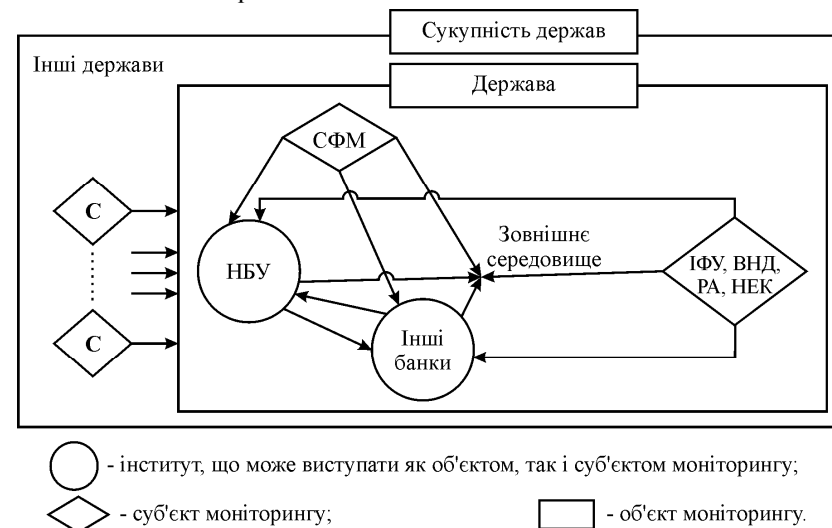 Сукупність держав
Інші держави
Держава
СФМ
С
НБУ
Зовнішнє
середовище
ІФУ, ВНД,
РА, НЕК
С
Інші
банки
- інститут, що може виступати як об'єктом, так і суб'єктом моніторингу;
- суб'єкт моніторингу;
- об'єкт моніторингу.